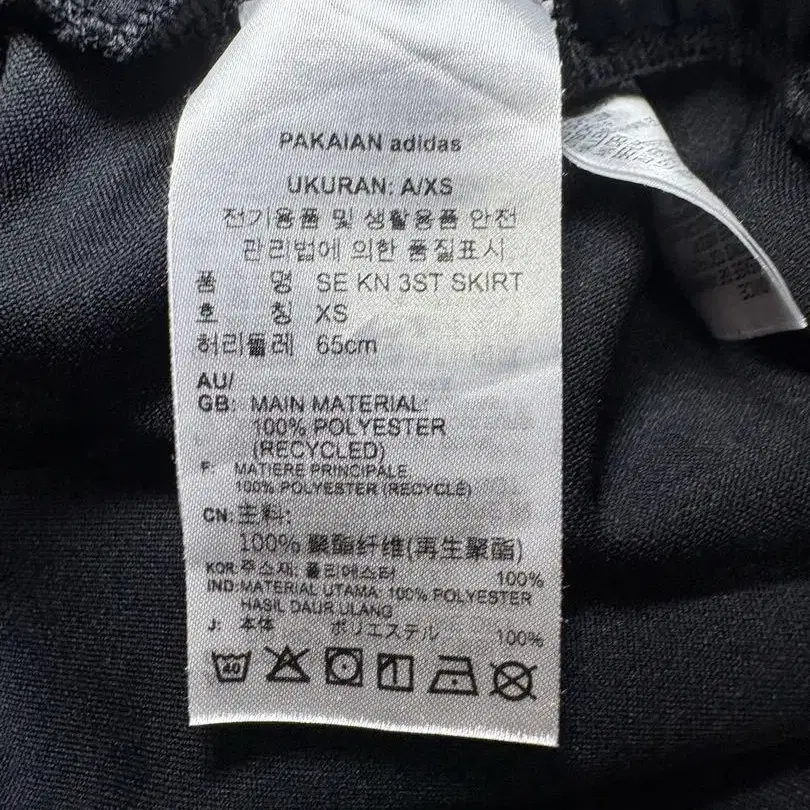 PAKAIAN adidas
UKURAN: A/XS
전기용품 및 생활용품 안전
관리법에 의한 품질표시
품 명 SE KN 3ST SKIRT
호 칭 XS
허리둘레 65cm
AU/
GB: MAIN MATERIAL:
100% POLYESTER
(RECYCLED)
F: MATIERE PRINCIPALE:
100% POLYESTER (RECYCLÉ)
CN: 主料:
100% 聚酯纤维(再生聚酯)
KOR: 주소재: 폴리에스터 100%
IND: MATERIAL UTAMA: 100% POLYESTER
HASIL DAUR ULANG
J: 本体 ポリエステル 100%
40